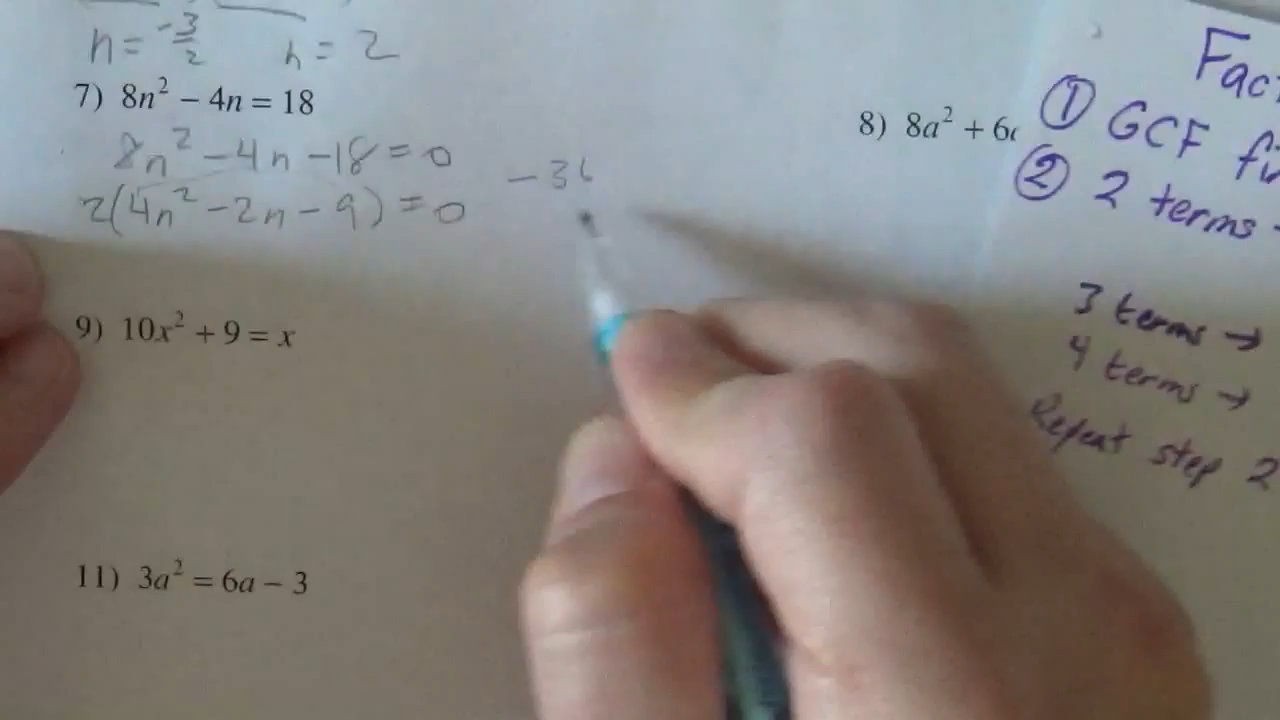 n = -3/2 n = 2
7) 8n² − 4n = 18
8n² - 4n - 18 = 0
2(4n² - 2n - 9) = 0
- 36
9) 10x² + 9 = x
11) 3a² = 6a − 3
8) 8a² + 6
① GCF
② 2 terms
3 terms →
4 terms →
Repeat step 2